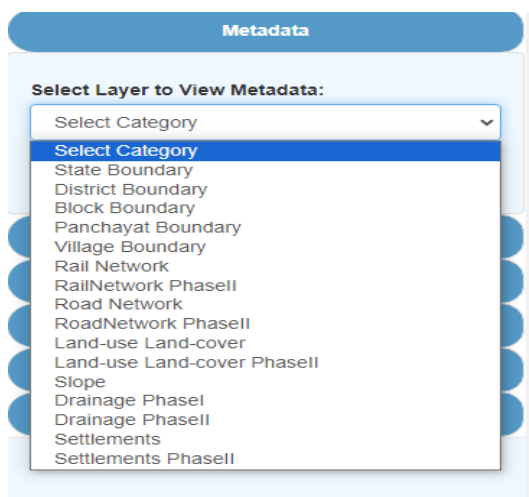 Metadata
Select Layer to View Metadata:
Select Category
Select Category
State Boundary
District Boundary
Block Boundary
Panchayat Boundary
Village Boundary
Rail Network
RailNetwork PhaseII
Road Network
RoadNetwork PhaseII
Land-use Land-cover
Land-use Land-cover PhaseII
Slope
Drainage PhaseI
Drainage PhaseII
Settlements
Settlements PhaseII